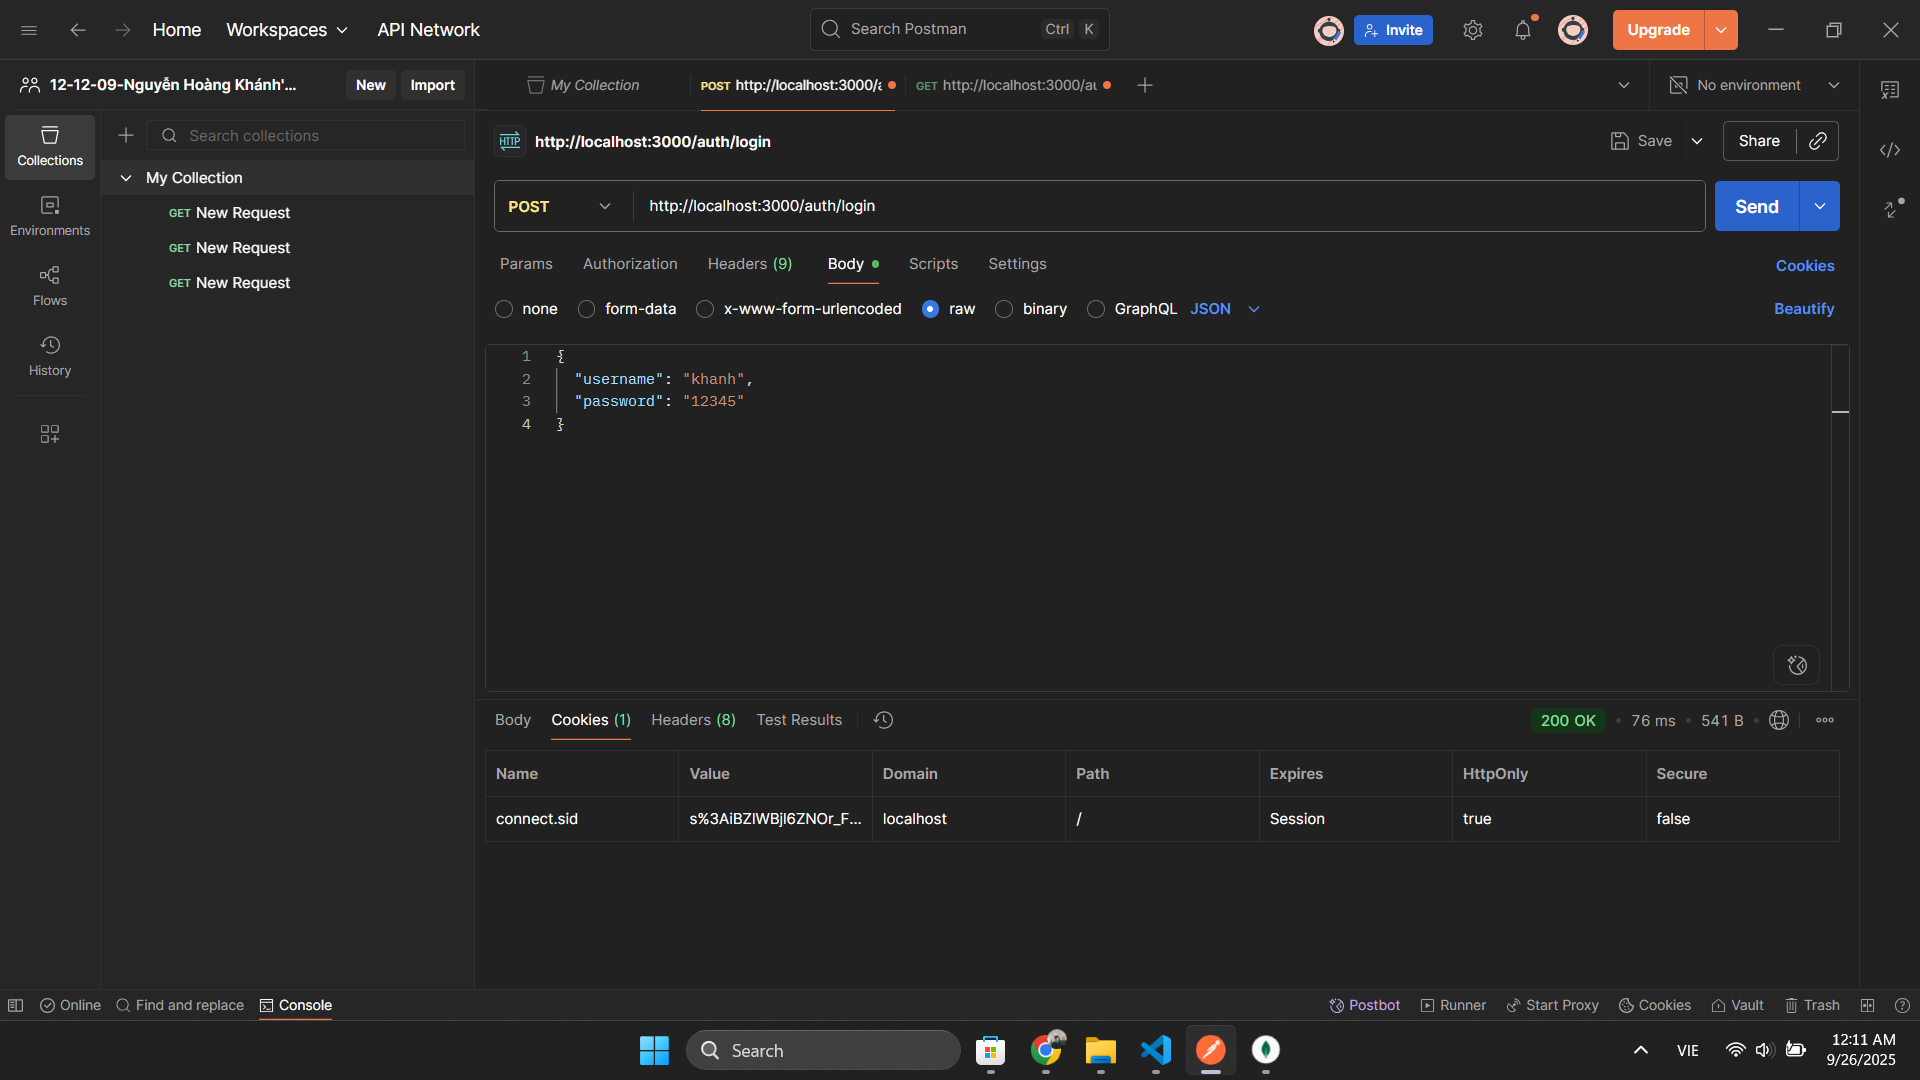 Home
Workspaces
API Network
Search Postman
Ctrl K
Invite
Upgrade
12-12-09-Nguyễn Hoàng Khánh'...
New
Import
My Collection
POST http://localhost:3000/a
GET http://localhost:3000/au
No environment
Collections
Environments
Flows
History
Search collections
My Collection
GET New Request
GET New Request
GET New Request
HTTP
http://localhost:3000/auth/login
Save
Share
POST
http://localhost:3000/auth/login
Send
Params
Authorization
Headers (9)
Body
Scripts
Settings
Cookies
none
form-data
x-www-form-urlencoded
raw
binary
GraphQL
JSON
Beautify
1 {
2 "username": "khanh",
3 "password": "12345"
4 }
Body
Cookies (1)
Headers (8)
Test Results
200 OK
76 ms
541 B
Name Value Domain Path Expires HttpOnly Secure
connect.sid s%3AiBZlWBjl6ZNOr_F... localhost / Session true false
Online
Find and replace
Console
Postbot
Runner
Start Proxy
Cookies
Vault
Trash
Search
VIE
12:11 AM
9/26/2025